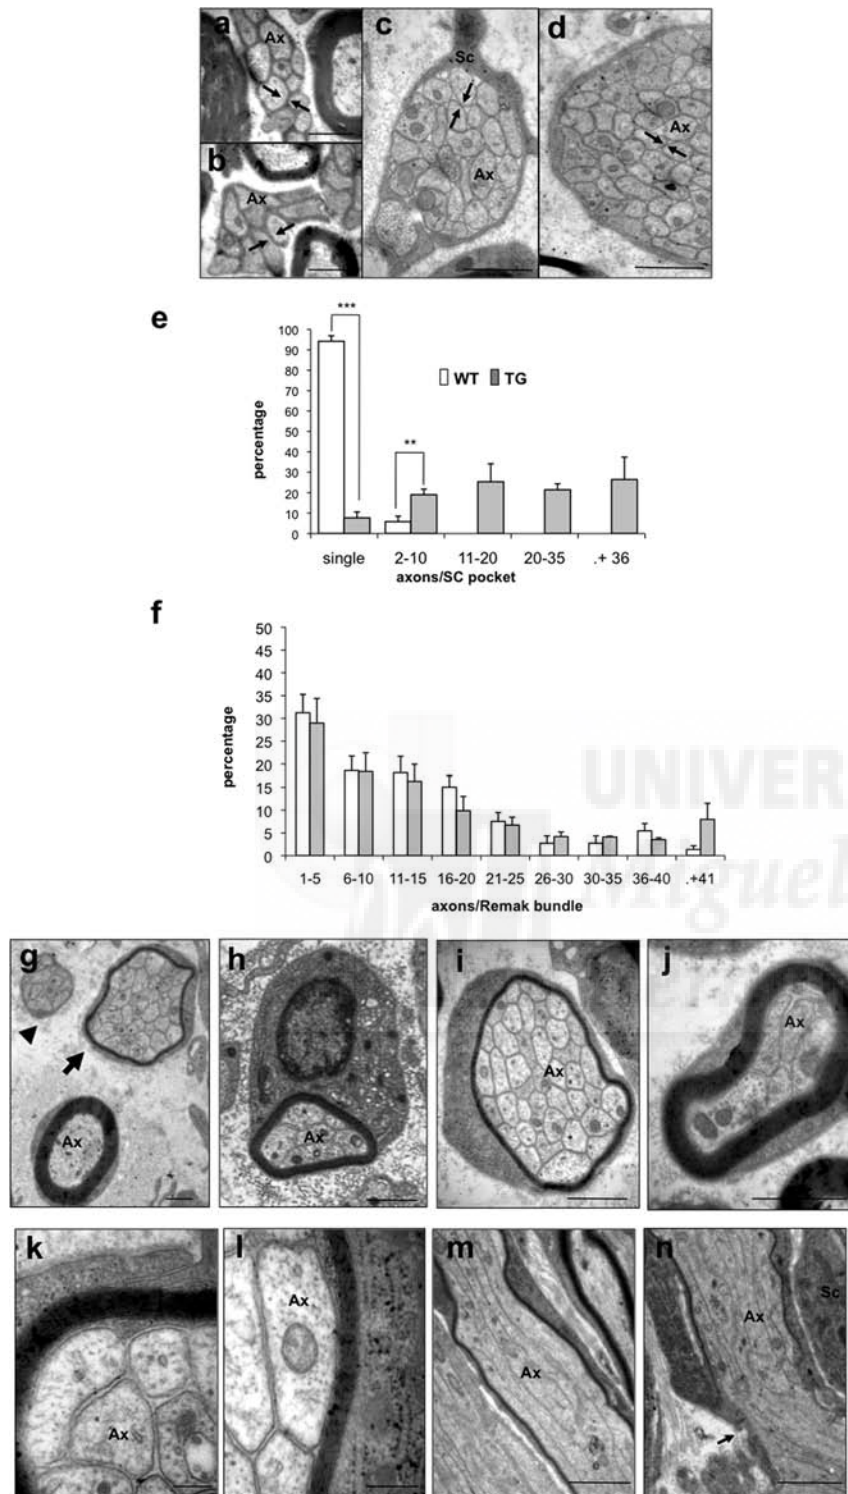 a
Ax
b
Ax
c
Sc
Ax
d
Ax
e
percentage
100
90
80
70
60
50
40
30
20
10
0
***
**
WT TG
single 2-10 11-20 20-35 .+ 36
axons/SC pocket
f
percentage
50
45
40
35
30
25
20
15
10
5
0
1-5 6-10 11-15 16-20 21-25 26-30 30-35 36-40 .+41
axons/Remak bundle
UNIVER
Miguel
g
Ax
h
Ax
i
Ax
j
Ax
k
Ax
l
Ax
m
Ax
n
Ax
Sc